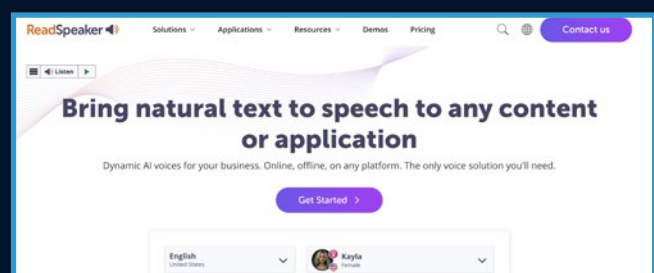 ReadSpeaker
Solutions Applications Resources Demos Pricing Contact us
Listen
Bring natural text to speech to any content
or application
Dynamic AI voices for your business. Online, offline, on any platform. The only voice solution you'll need.
Get Started >
English Kayla
United States Female